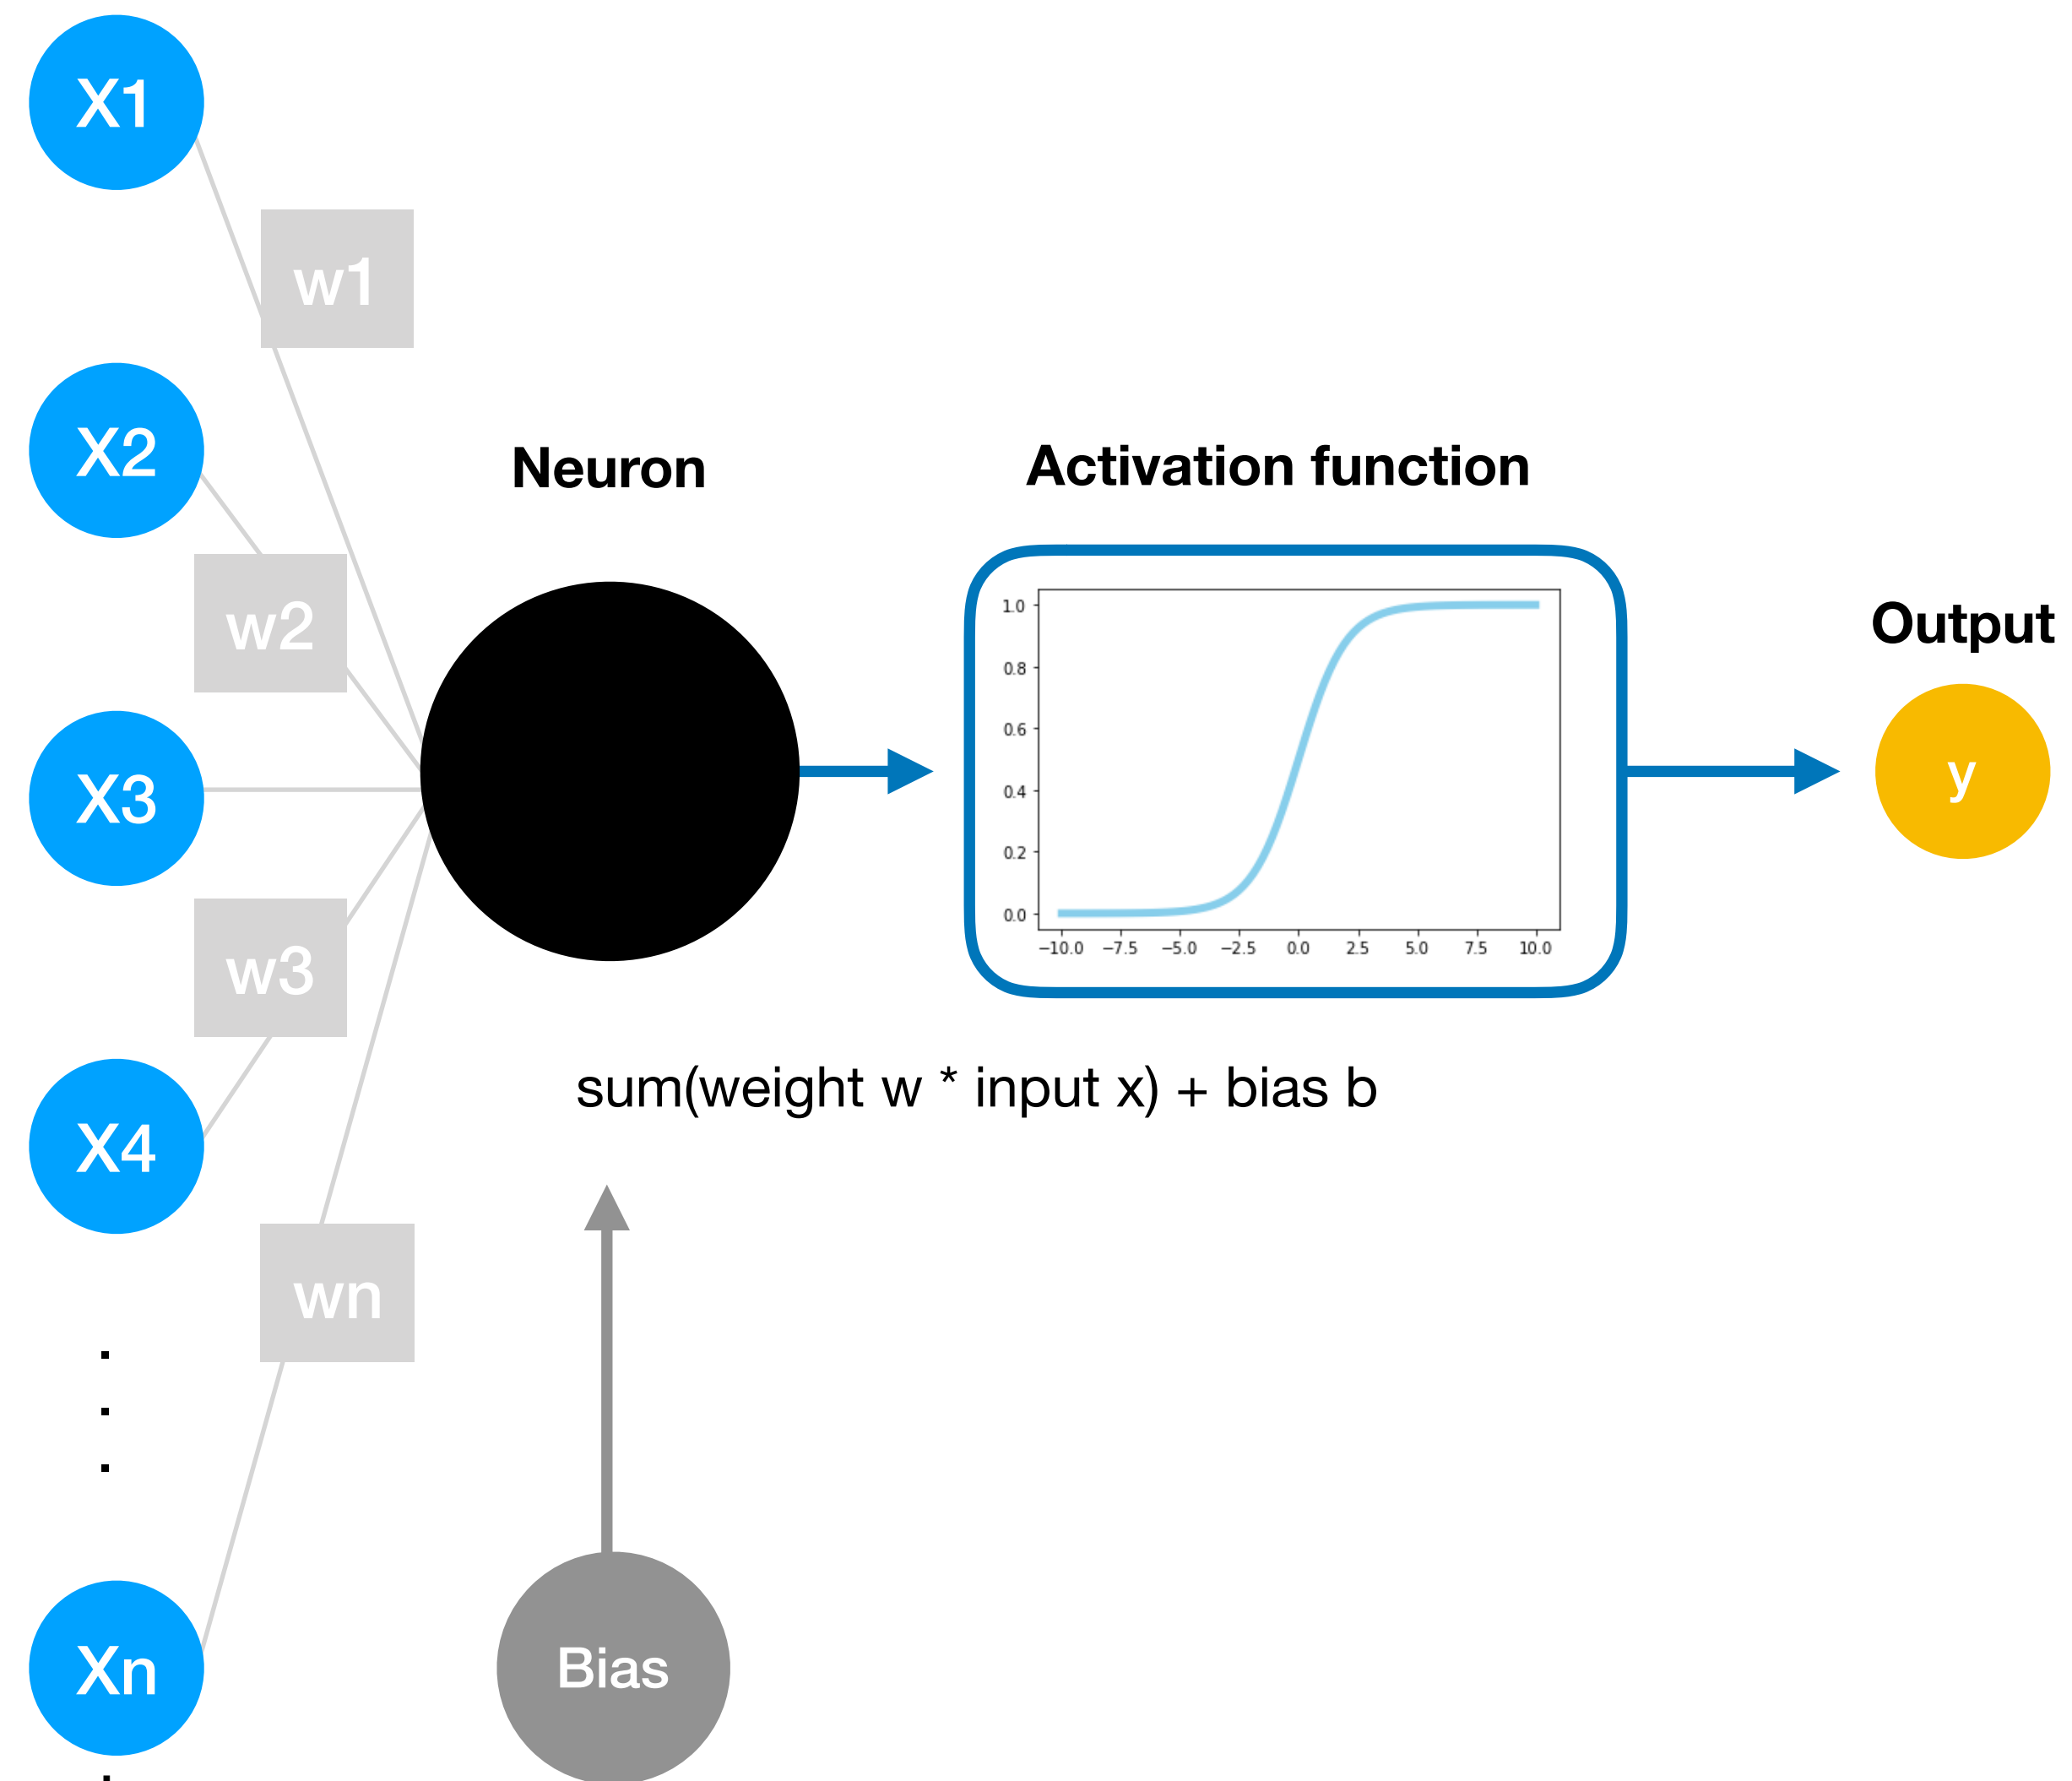 X1
w1
X2
w2
X3
w3
X4
wn
.
.
.
Xn
.
Neuron
Activation function
1.0
0.8
0.6
0.4
0.2
0.0
−10.0 −7.5 −5.0 −2.5 0.0 2.5 5.0 7.5 10.0
Output
y
sum(weight w * input x) + bias b
Bias